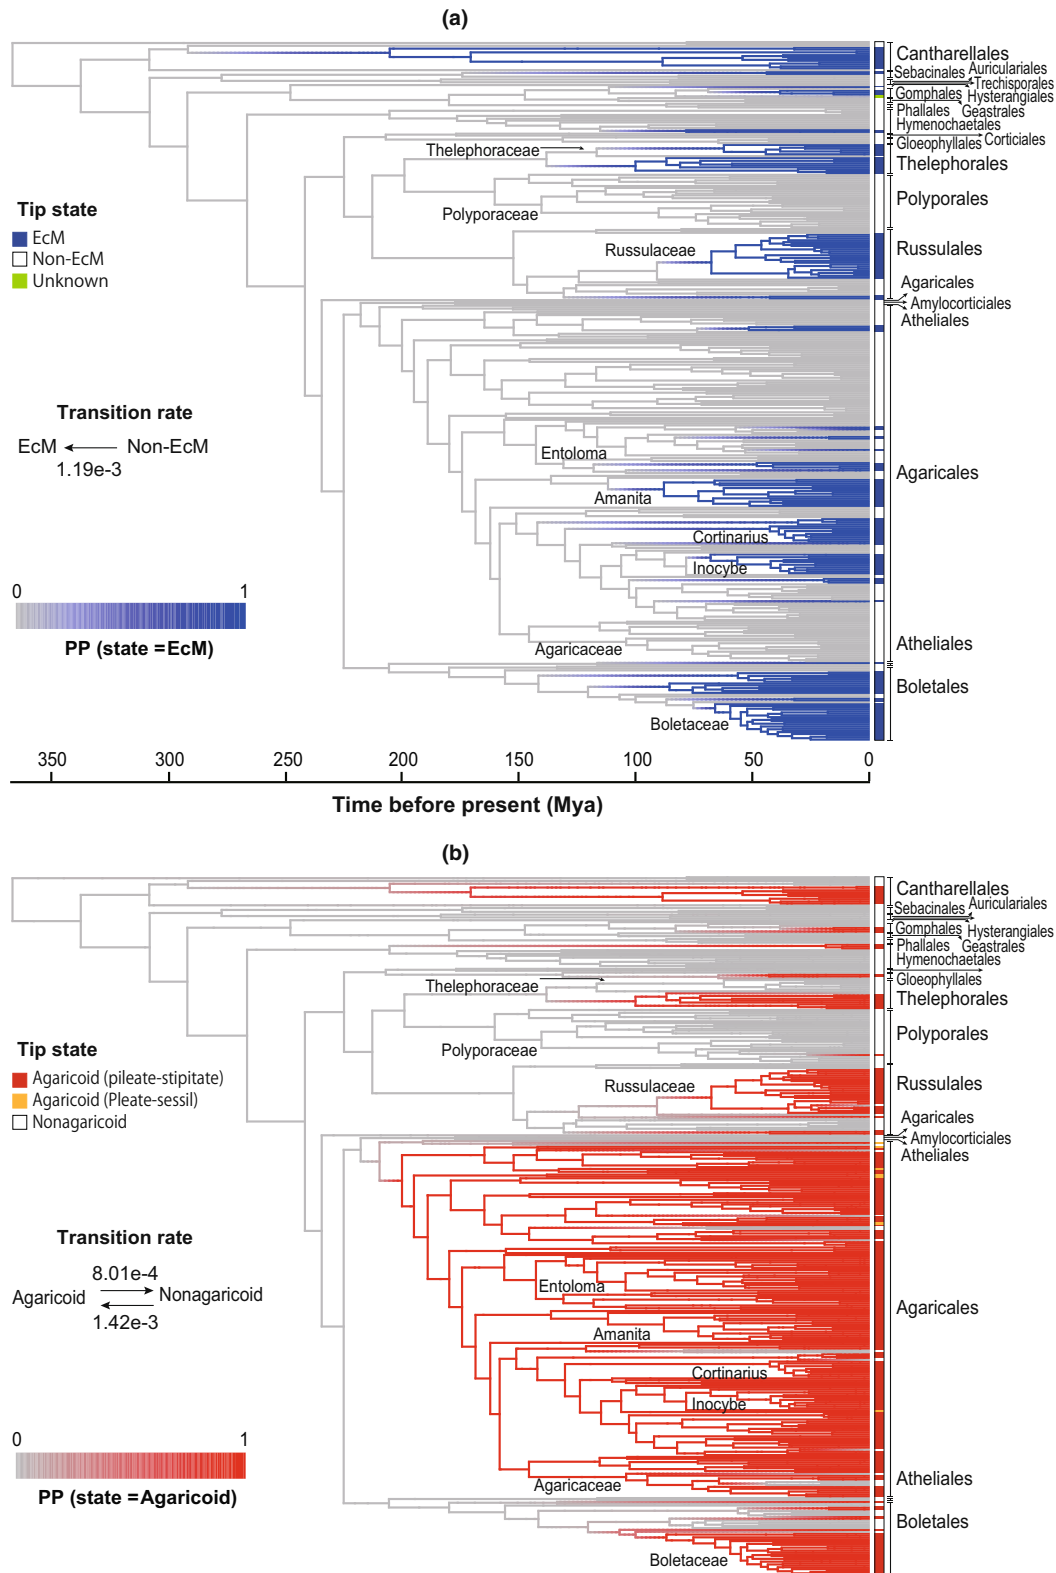 (a)
Cantharellales
Auriculariales
Sebacinales
Trechisporales
Gomphales
Hysterangiales
Phallales
Geastrales
Hymenochaetales
Corticiales
Gloeophyllales
Thelephoraceae
Thelephorales
Polyporales
Polyporaceae
Tip state
EcM
Non-EcM
Unknown
Russulaceae
Russulales
Agaricales
Amylocorticiales
Atheliales
Transition rate
EcM
Non-EcM
1.19e-3
Entoloma
Agaricales
Amanita
Cortinarius
Inocybe
0
1
PP (state =EcM)
Agaricaceae
Atheliales
Boletales
Boletaceae
350
300
250
200
150
100
50
0
Time before present (Mya)
(b)
Cantharellales
Auriculariales
Sebacinales
Gomphales
Hysterangiales
Phallales
Geastrales
Hymenochaetales
Gloeophyllales
Thelephoraceae
Thelephorales
Polyporales
Polyporaceae
Tip state
Agaricoid (pileate-stipitate)
Agaricoid (Pleate-sessil)
Nonagaricoid
Russulaceae
Russulales
Agaricales
Amylocorticiales
Atheliales
Transition rate
8.01e-4
Agaricoid
Nonagaricoid
1.42e-3
Entoloma
Agaricales
Amanita
Cortinarius
Inocybe
0
1
PP (state =Agaricoid)
Agaricaceae
Atheliales
Boletales
Boletaceae